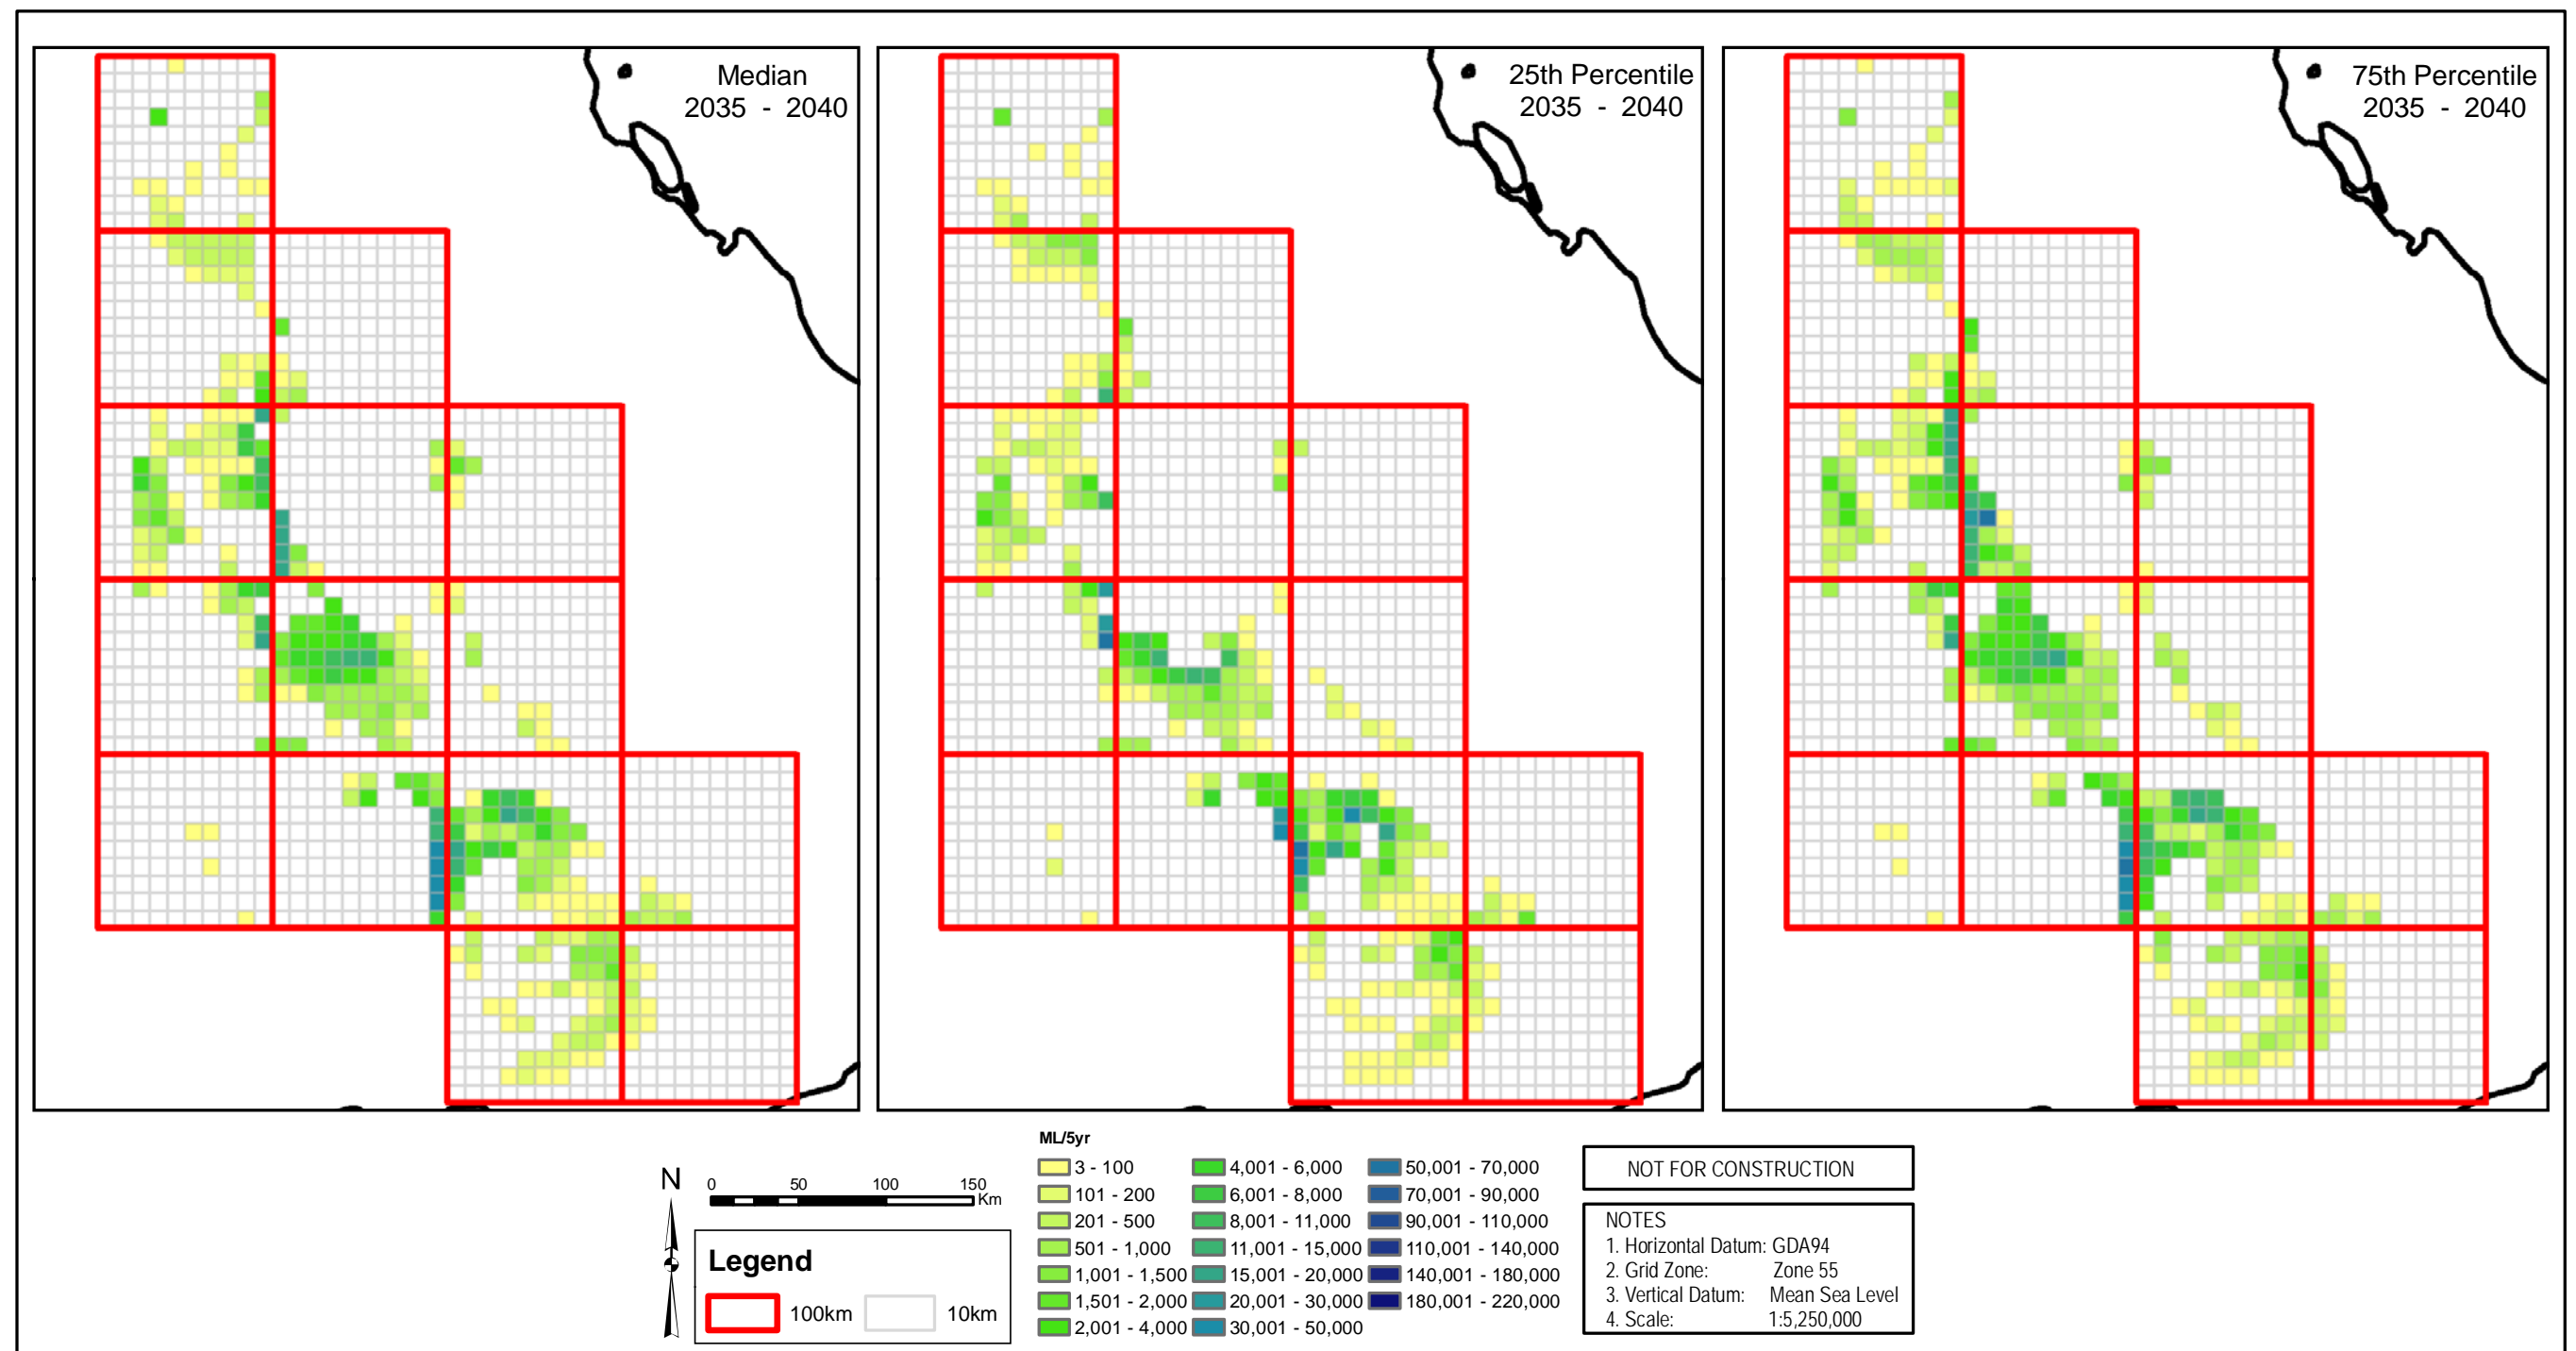 Median
2035 - 2040
25th Percentile
2035 - 2040
75th Percentile
2035 - 2040
N
0 50 100 150
Km
Legend
100km 10km
ML/5yr
3 - 100
101 - 200
201 - 500
501 - 1,000
1,001 - 1,500
1,501 - 2,000
2,001 - 4,000
4,001 - 6,000
6,001 - 8,000
8,001 - 11,000
11,001 - 15,000
15,001 - 20,000
20,001 - 30,000
30,001 - 50,000
50,001 - 70,000
70,001 - 90,000
90,001 - 110,000
110,001 - 140,000
140,001 - 180,000
180,001 - 220,000
NOT FOR CONSTRUCTION
NOTES
1. Horizontal Datum: GDA94
2. Grid Zone: Zone 55
3. Vertical Datum: Mean Sea Level
4. Scale: 1:5,250,000